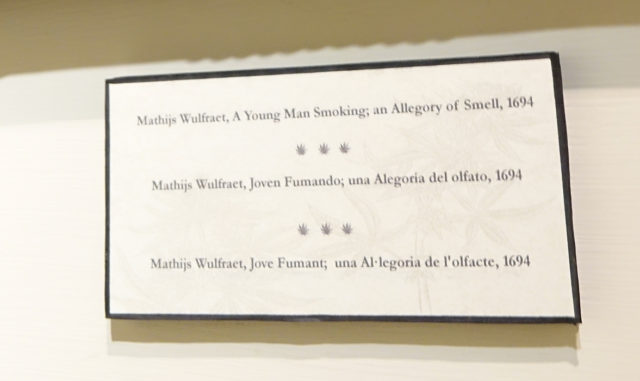 Mathijs Wulfraet, A Young Man Smoking; an Allegory of Smell, 1694
Mathijs Wulfraet, Joven Fumando; una Alegoria del olfato, 1694
Mathijs Wulfraet, Jove Fumant; una Al·legoria de l'olfacte, 1694